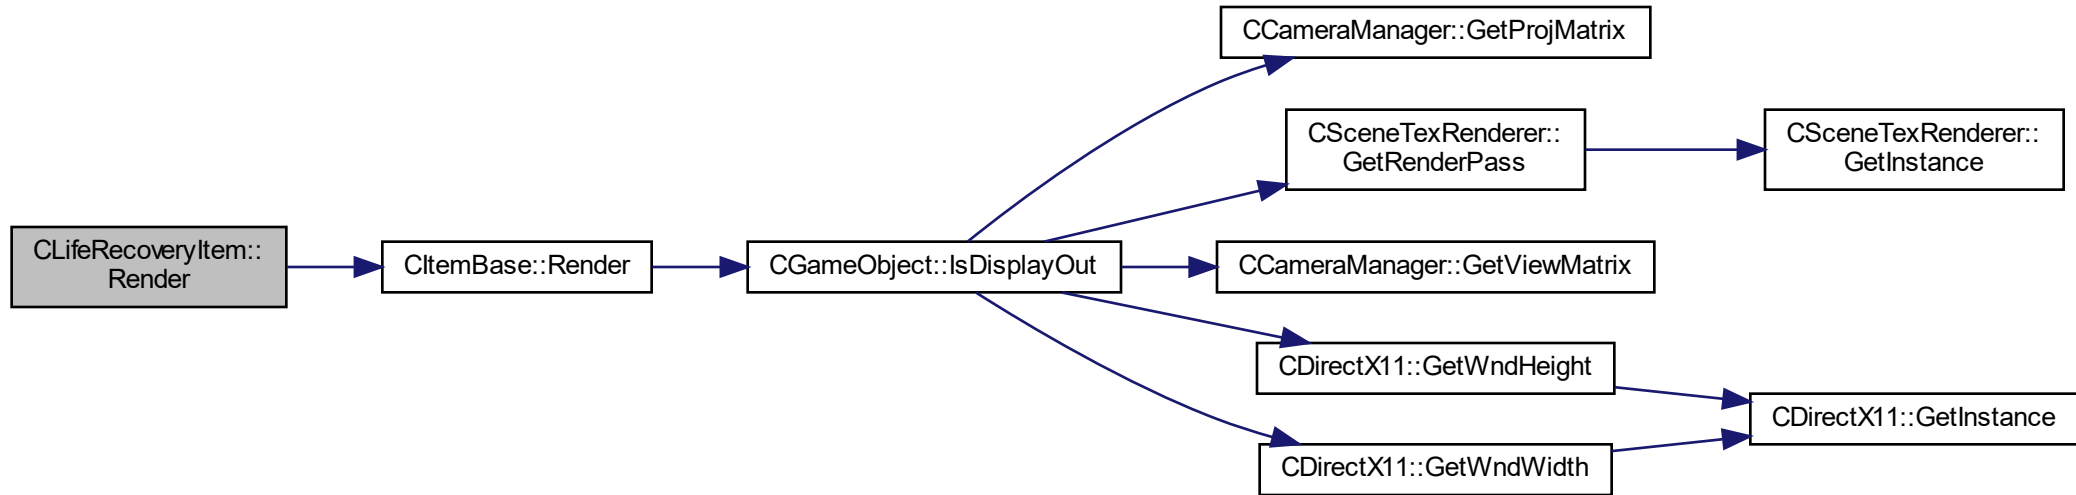 CLifeRecoveryItem::
Render
CItemBase::Render
CGameObject::IsDisplayOut
CCameraManager::GetProjMatrix
CSceneTexRenderer::
GetRenderPass
CSceneTexRenderer::
GetInstance
CCameraManager::GetViewMatrix
CDirectX11::GetWndHeight
CDirectX11::GetInstance
CDirectX11::GetWndWidth